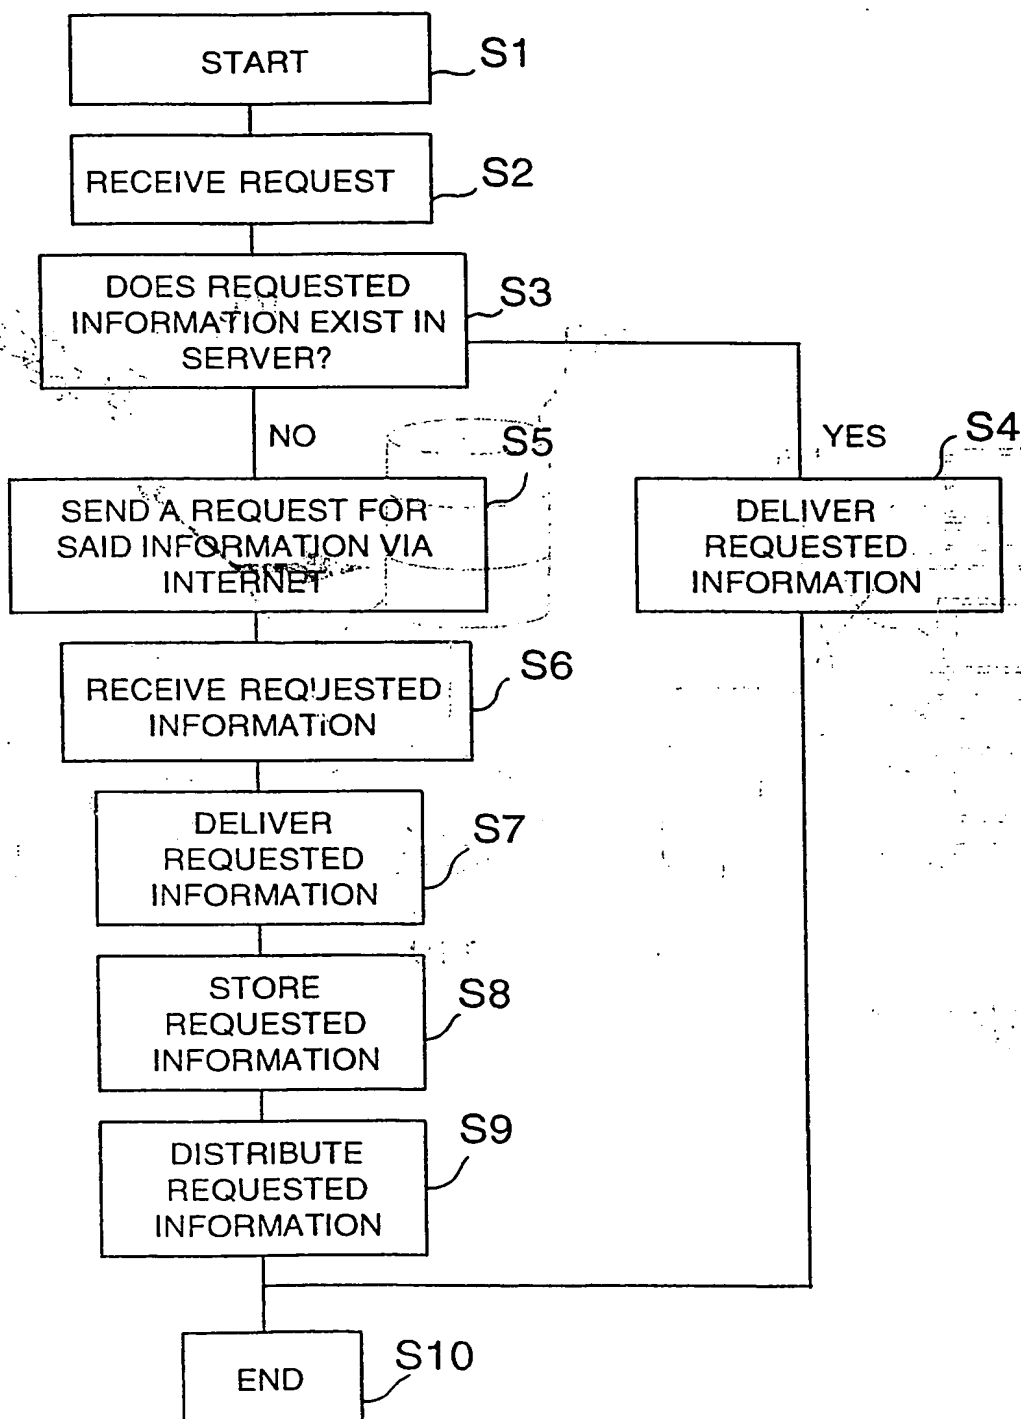 START
S1
RECEIVE REQUEST
S2
DOES REQUESTED
INFORMATION EXIST IN
SERVER?
S3
NO
YES
S5
SEND A REQUEST FOR
SAID INFORMATION VIA
INTERNET
S4
DELIVER
REQUESTED
INFORMATION
S6
RECEIVE REQUESTED
INFORMATION
S7
DELIVER
REQUESTED
INFORMATION
S8
STORE
REQUESTED
INFORMATION
S9
DISTRIBUTE
REQUESTED
INFORMATION
END
S10